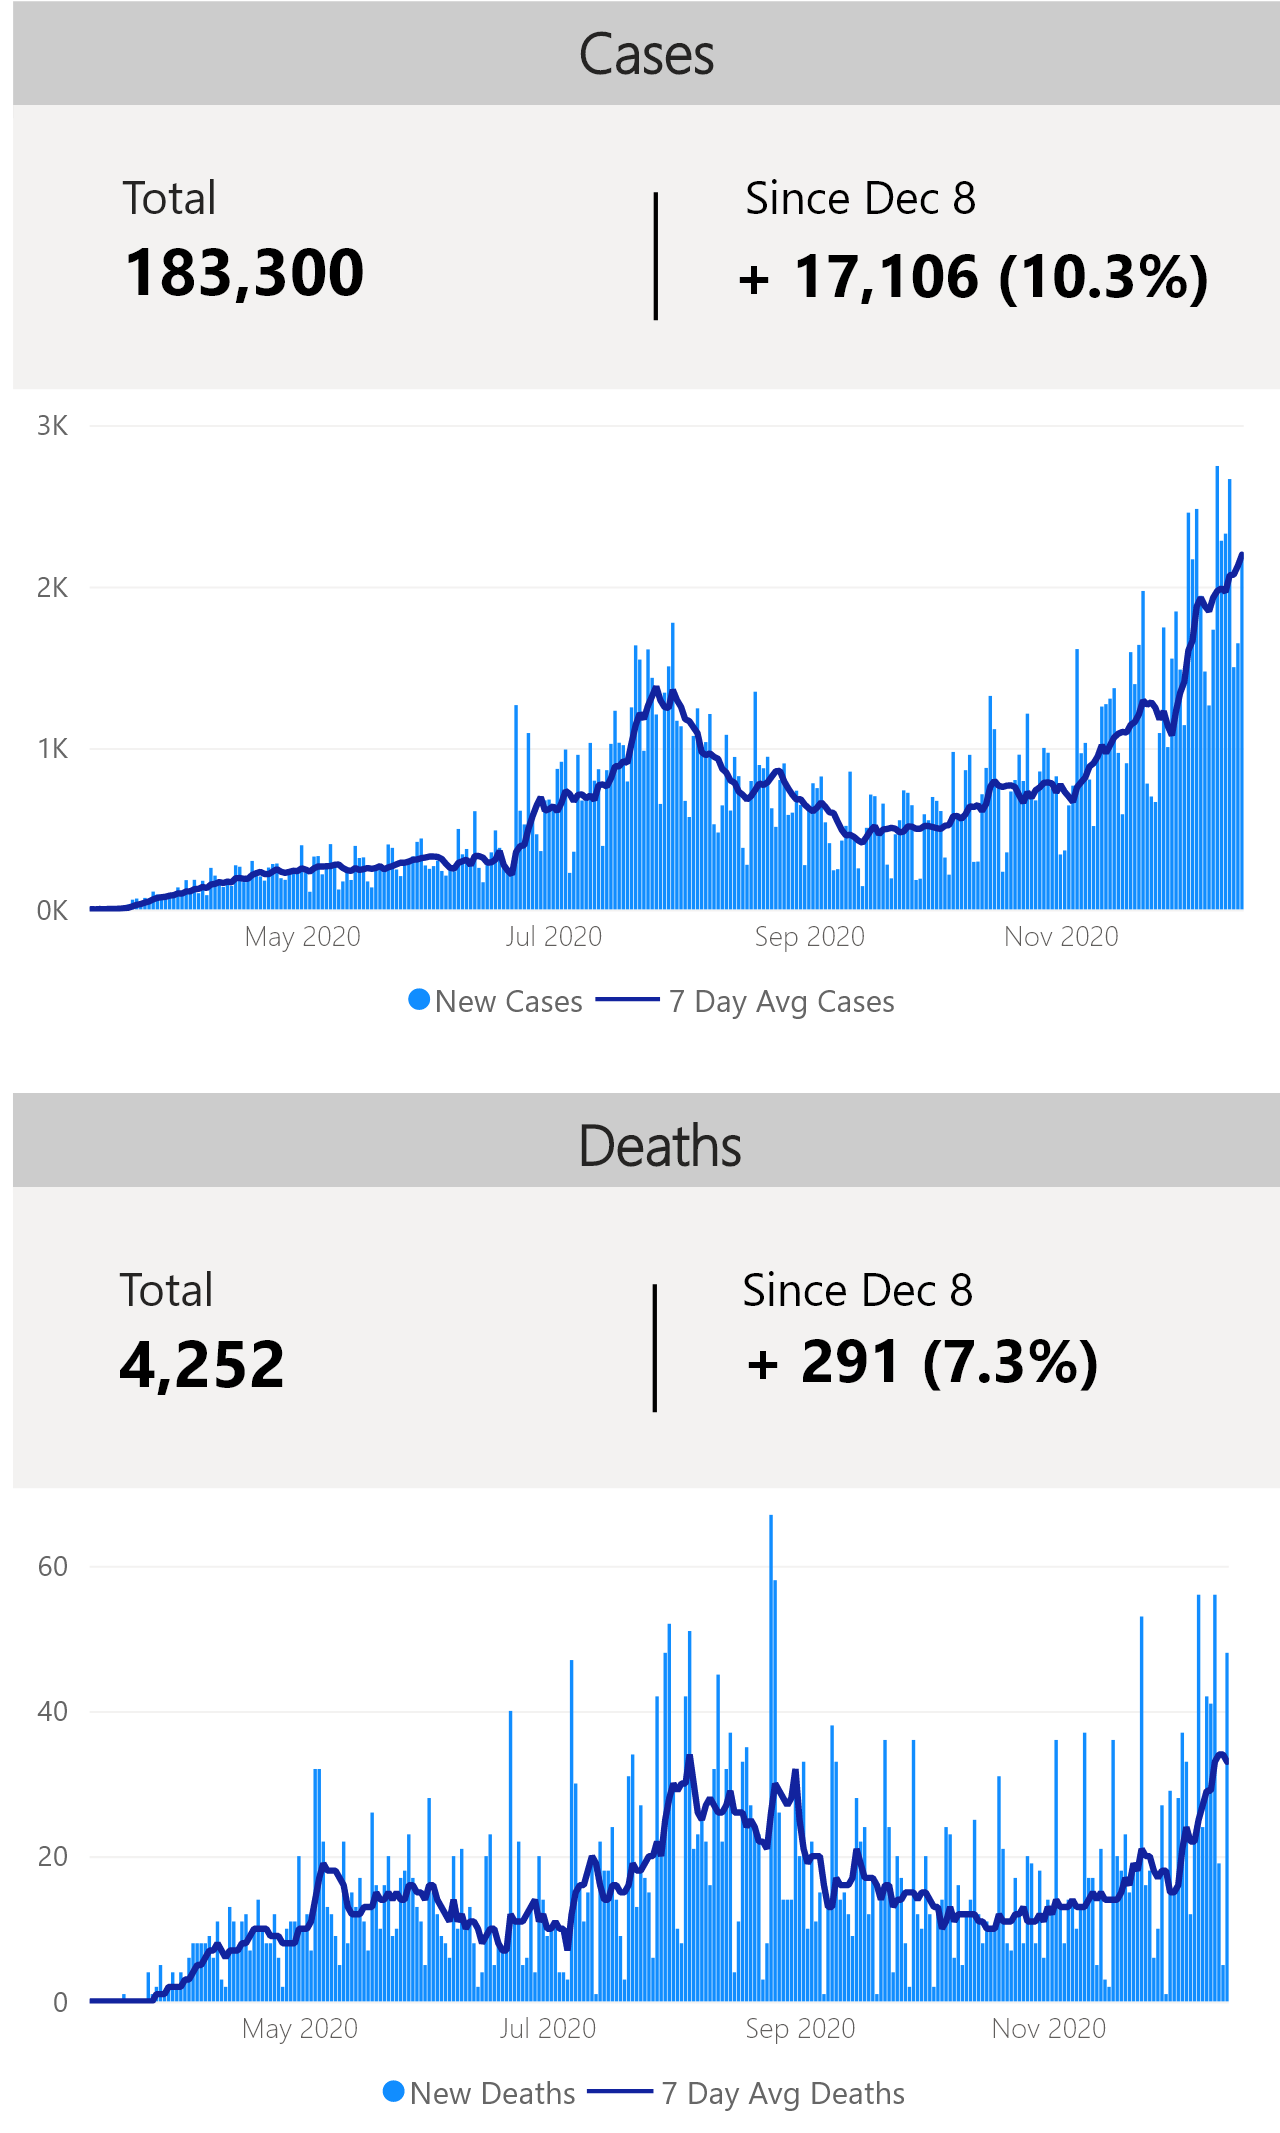 Cases
Total
Since Dec 8
183,300
+ 17,106 (10.3%)
3K
2K
1K
0K
May 2020
Jul 2020
Sep 2020
Nov 2020
New Cases
7 Day Avg Cases
Deaths
Total
Since Dec 8
4,252
+ 291 (7.3%)
60
40
20
0
May 2020
Jul 2020
Sep 2020
Nov 2020
New Deaths
7 Day Avg Deaths